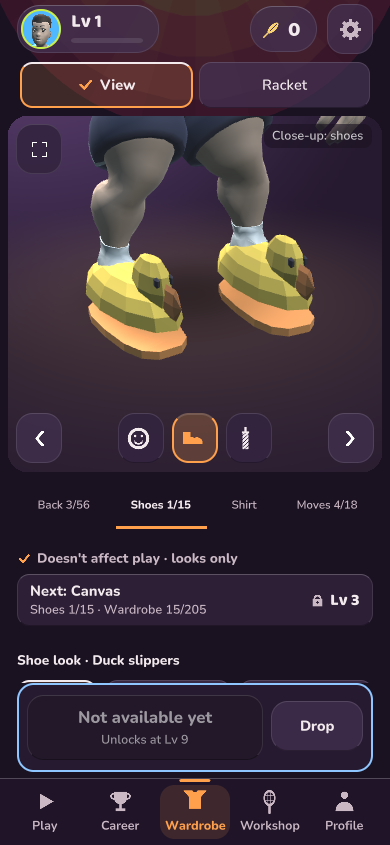 Lv 1
0
View
Racket
Close-up: shoes
Back 3/56
Shoes 1/15
Shirt
Moves 4/18
Doesn't affect play - looks only
Next: Canvas
Shoes 1/15 · Wardrobe 15/205
Lv 3
Shoe look · Duck slippers
Not available yet
Unlocks at Lv 9
Drop
Play
Career
Wardrobe
Workshop
Profile